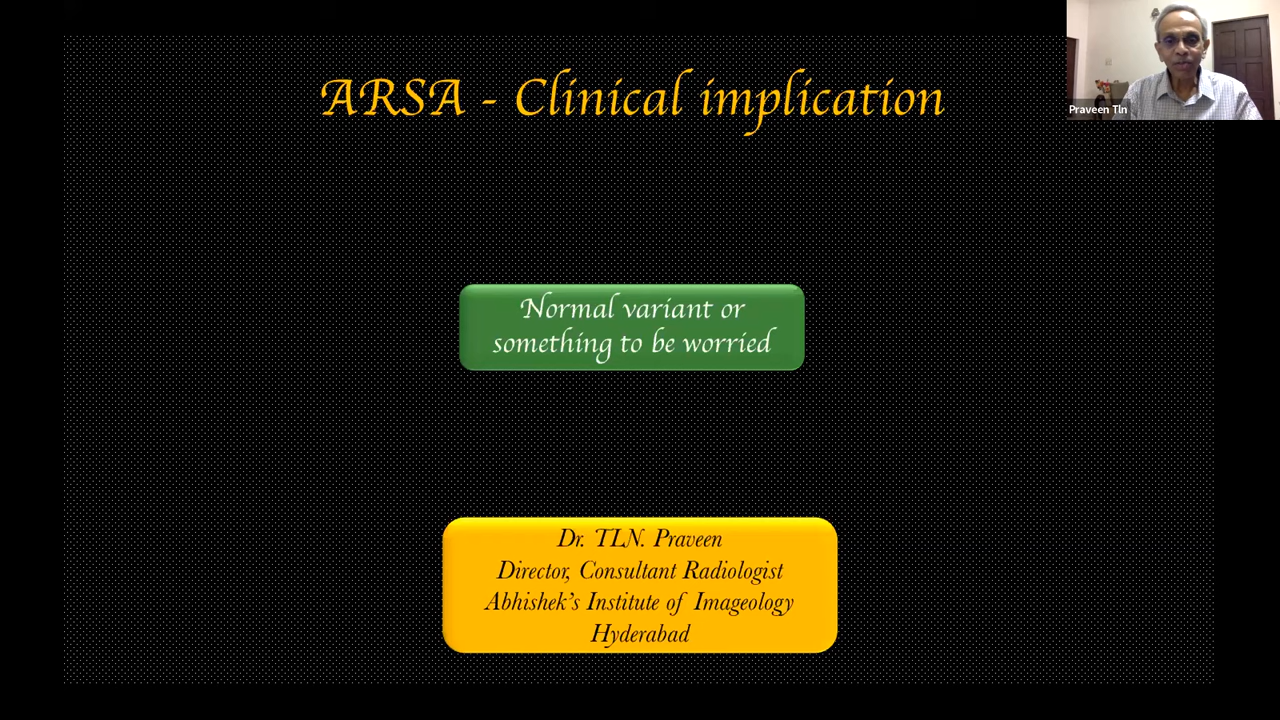 ARSA - Clinical implication
Praveen Tln
Normal variant or
something to be worried
Dr. TLN. Praveen
Director, Consultant Radiologist
Abhishek's Institute of Imageology
Hyderabad